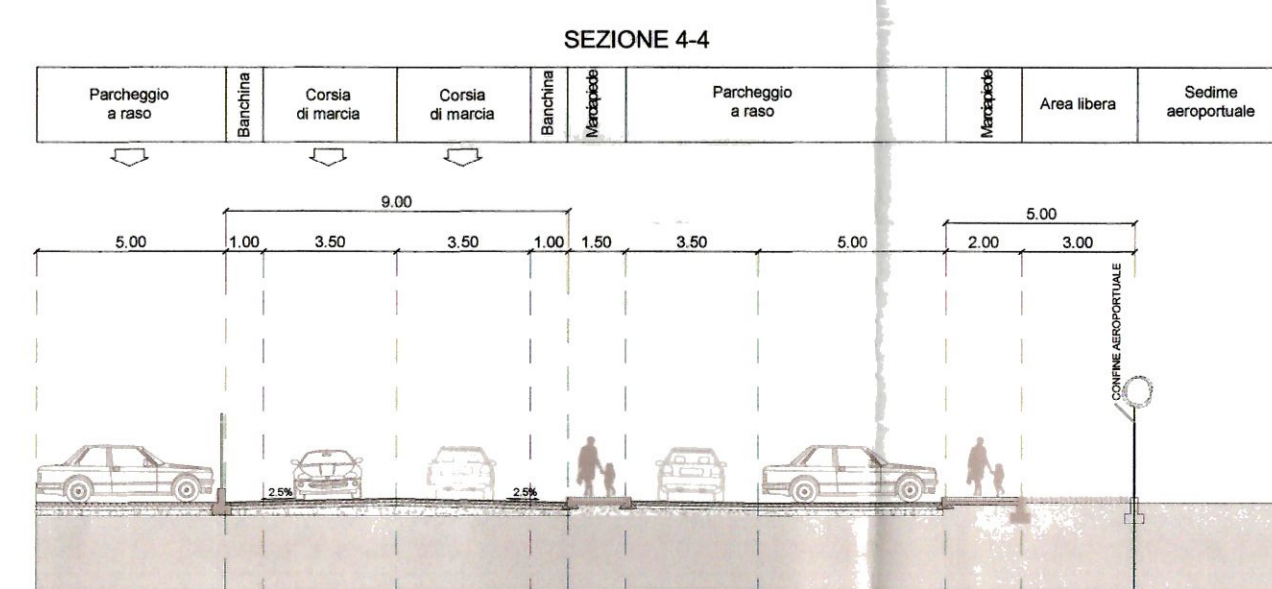 SEZIONE 4-4
Parcheggio
a raso
Banchina
Corsia
di marcia
Corsia
di marcia
Banchina
Marciapiede
Parcheggio
a raso
Marciapiede
Area libera
Sedime
aeroportuale
9.00
5.00
5.00
1.00
3.50
3.50
1.00
1.50
3.50
5.00
2.00
3.00
CONFINE AEROPORTUALE
2.5%
2.5%